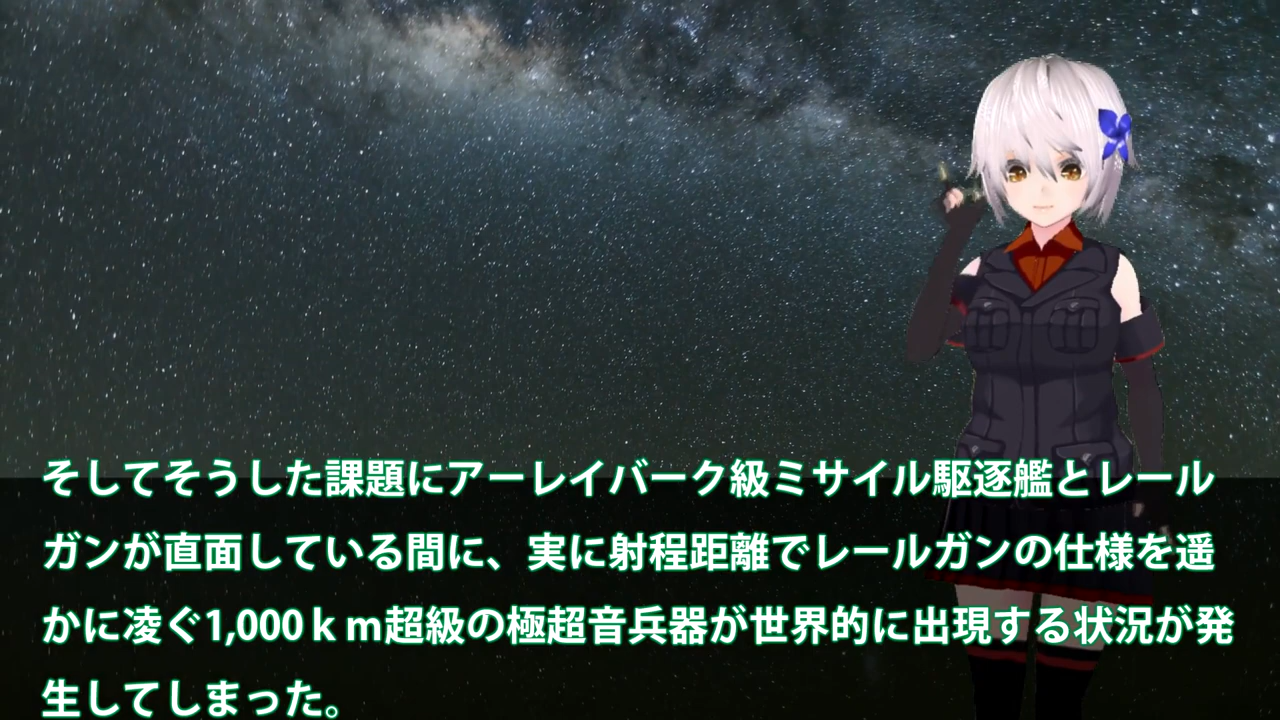 そしてそうした課題にアーレイバーク級ミサイル駆逐艦とレール
ガンが直面している間に、実に射程距離でレールガンの仕様を遥
かに凌ぐ1,000ｋｍ超級の極超音兵器が世界的に出現する状況が発
生してしまった。